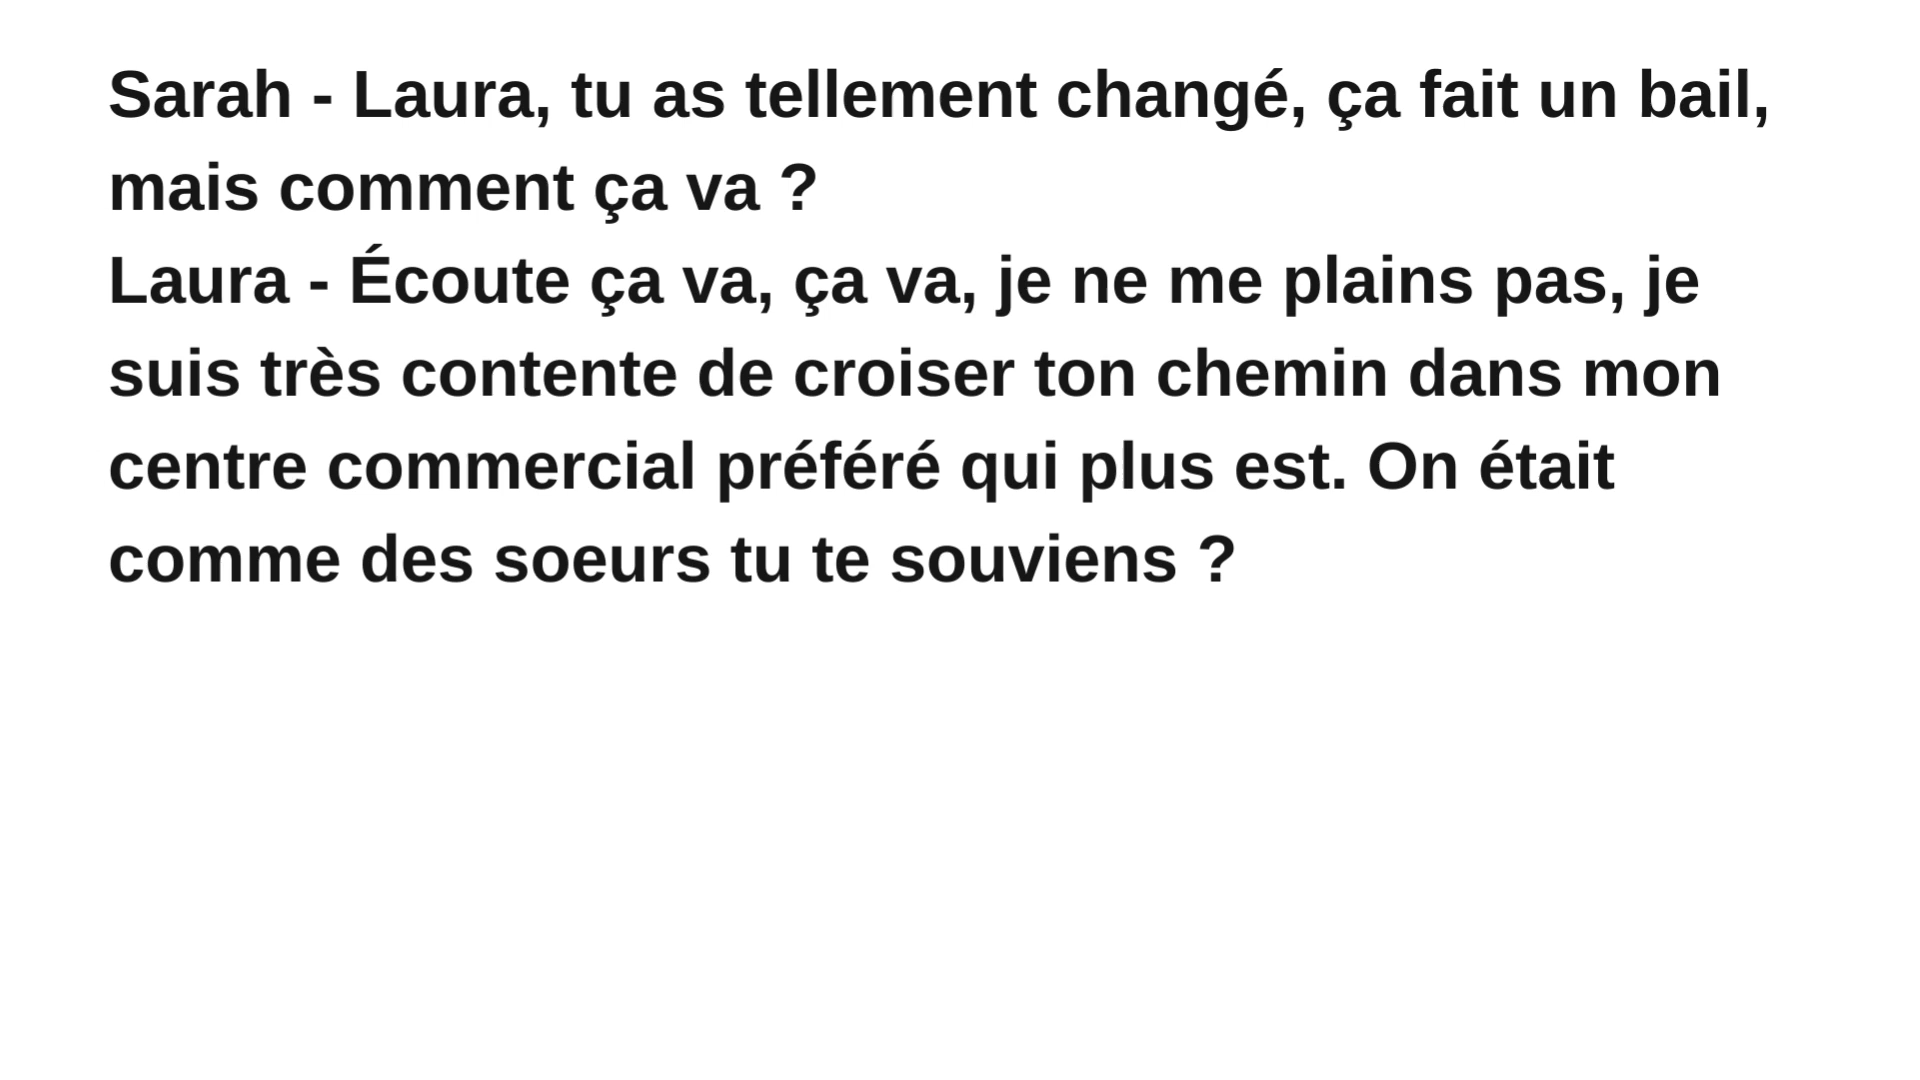 Sarah - Laura, tu as tellement changé, ça fait un bail,
mais comment ça va ?
Laura - Écoute ça va, ça va, je ne me plains pas, je
suis très contente de croiser ton chemin dans mon
centre commercial préféré qui plus est. On était
comme des soeurs tu te souviens ?